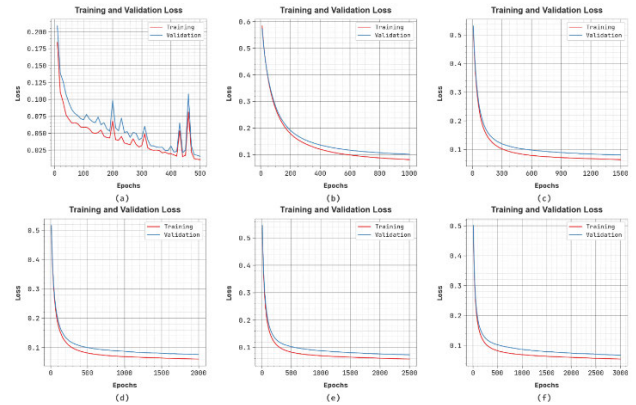 Training and Validation Loss
Training and Validation Loss
Training and Validation Loss
Loss
0.200
0.175
0.150
0.125
0.100
0.075
0.050
0.025
Training
Validation
0 100 200 300 400 500
Epochs
(a)
Loss
0.6
0.5
0.4
0.3
0.2
0.1
Training
Validation
0 200 400 600 800 1000
Epochs
(b)
Loss
0.5
0.4
0.3
0.2
0.1
Training
Validation
0 300 600 900 1200 1500
Epochs
(c)
Training and Validation Loss
Training and Validation Loss
Training and Validation Loss
Loss
0.5
0.4
0.3
0.2
0.1
Training
Validation
0 500 1000 1500 2000
Epochs
(d)
Loss
0.5
0.4
0.3
0.2
0.1
Training
Validation
0 500 1000 1500 2000 2500
Epochs
(e)
Loss
0.5
0.4
0.3
0.2
0.1
Training
Validation
0 500 1000 1500 2000 2500 3000
Epochs
(f)